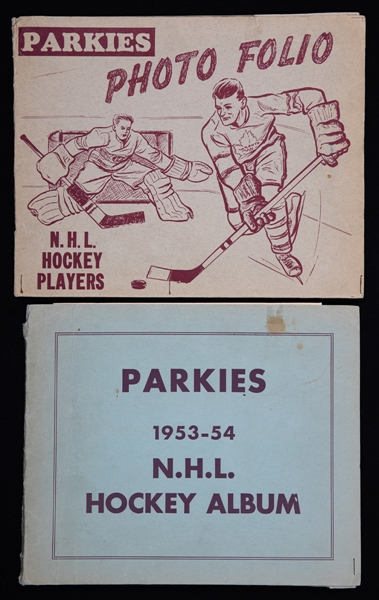 PARKIES
PHOTO FOLIO
N.H.L.
HOCKEY
PLAYERS
PARKIES
1953-54
N.H.L.
HOCKEY ALBUM